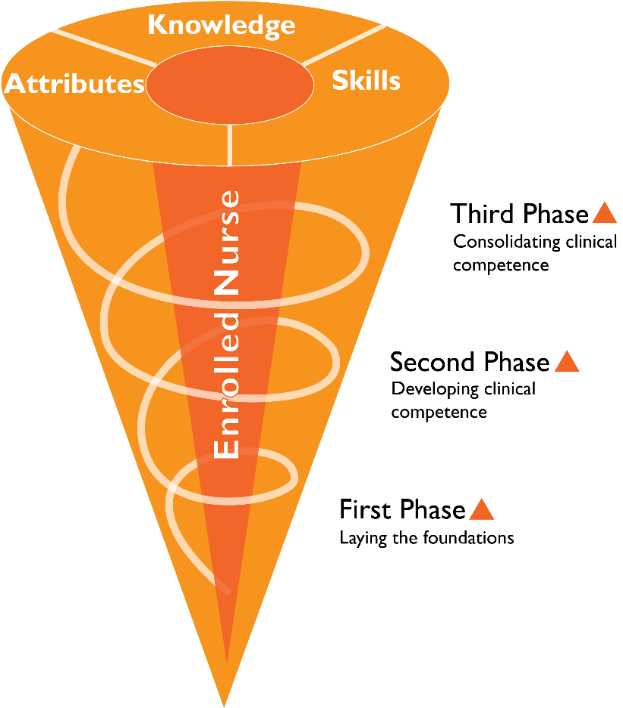 Knowledge
Attributes
Skills
Enrolled Nurse
Third Phase
Consolidating clinical
competence
Second Phase
Developing clinical
competence
First Phase
Laying the foundations